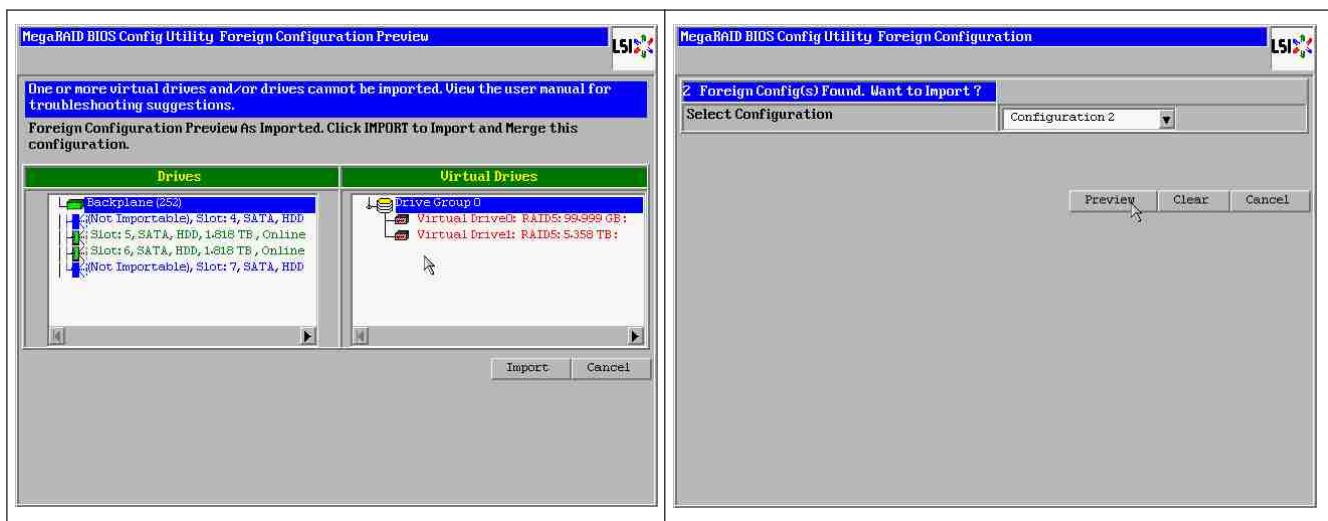 MegaRAID BIOS Config Utility Foreign Configuration Preview
LSI
One or more virtual drives and/or drives cannot be imported. View the user manual for
troubleshooting suggestions.
Foreign Configuration Preview As Imported. Click IMPORT to Import and Merge this
configuration.
Drives
Virtual Drives
Backplane (252)
(Not Importable), Slot: 4, SATA, HDD
Slot: 5, SATA, HDD, 1.818 TB , Online
Slot: 6, SATA, HDD, 1.818 TB , Online
(Not Importable), Slot: 7, SATA, HDD
Drive Group 0
Virtual Drive0: RAID5: 99.999 GB :
Virtual Drive1: RAID5: 5.358 TB :
Import
Cancel
MegaRAID BIOS Config Utility Foreign Configuration
LSI
2 Foreign Config(s) Found. Want to Import ?
Select Configuration
Configuration 2
Preview
Clear
Cancel